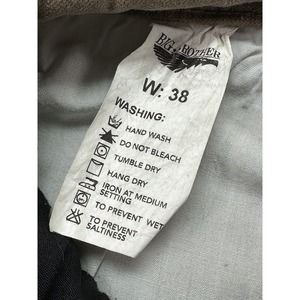 BIG BOTHER
W: 38
WASHING:
HAND WASH
DO NOT BLEACH
TUMBLE DRY
HANG DRY
IRON AT MEDIUM
SETTING
TO PREVENT WET
TO PREVENT
SALTINESS